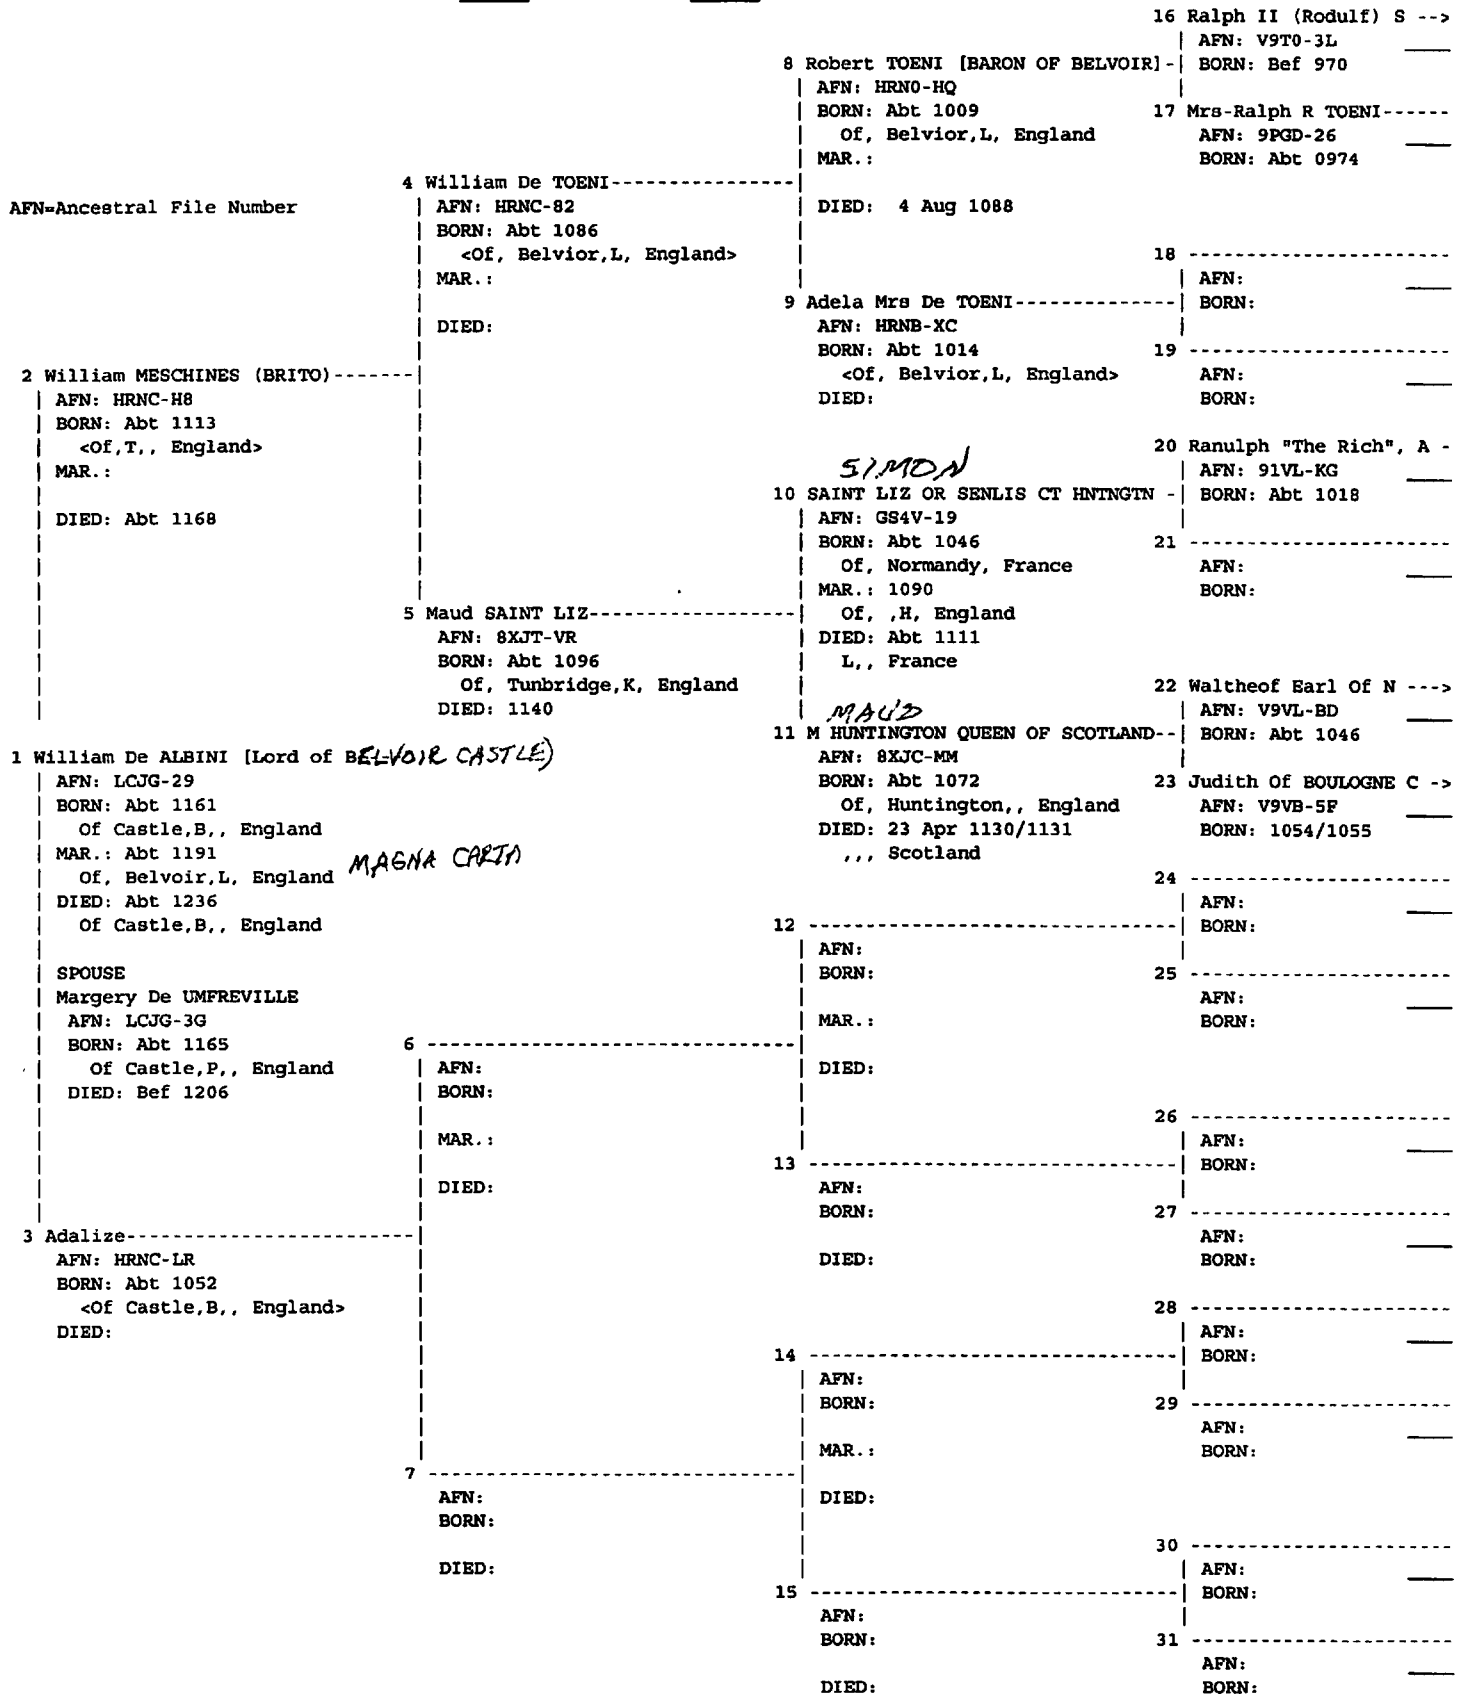 AFN=Ancestral File Number
1 William De ALBINI [Lord of BELVOIR CASTLE)
AFN: LCJG-29
BORN: Abt 1161
Of Castle,B,, England
MAR.: Abt 1191
Of, Belvoir,L, England
MAGNA CARTA
DIED: Abt 1236
Of Castle,B,, England
SPOUSE
Margery De UMFREVILLE
AFN: LCJG-3G
BORN: Abt 1165
Of Castle,P,, England
DIED: Bef 1206
2 William MESCHINES (BRITO)-------
AFN: HRNC-H8
BORN: Abt 1113
<Of,T,, England>
MAR.:
DIED: Abt 1168
3 Adalize------------------------
AFN: HRNC-LR
BORN: Abt 1052
<Of Castle,B,, England>
DIED:
4 William De TOENI----------------
AFN: HRNC-82
BORN: Abt 1086
<Of, Belvior,L, England>
MAR.:
DIED:
5 Maud SAINT LIZ------------------
AFN: 8XJT-VR
BORN: Abt 1096
Of, Tunbridge,K, England
DIED: 1140
6 --------------------------------
AFN:
BORN:
MAR.:
DIED:
7 --------------------------------
AFN:
BORN:
DIED:
8 Robert TOENI [BARON OF BELVOIR]-
AFN: HRN0-HQ
BORN: Abt 1009
Of, Belvior,L, England
MAR.:
DIED: 4 Aug 1088
9 Adela Mrs De TOENI--------------
AFN: HRNB-XC
BORN: Abt 1014
<Of, Belvior,L, England>
DIED:
SIMON
10 SAINT LIZ OR SENLIS CT HNTNGTN -
AFN: GS4V-19
BORN: Abt 1046
Of, Normandy, France
MAR.: 1090
Of, ,H, England
DIED: Abt 1111
L,, France
MAUD
11 M HUNTINGTON QUEEN OF SCOTLAND--
AFN: 8XJC-MM
BORN: Abt 1072
Of, Huntington,, England
DIED: 23 Apr 1130/1131
,,, Scotland
12 --------------------------------
AFN:
BORN:
MAR.:
DIED:
13 --------------------------------
AFN:
BORN:
DIED:
14 --------------------------------
AFN:
BORN:
MAR.:
DIED:
15 --------------------------------
AFN:
BORN:
DIED:
16 Ralph II (Rodulf) S -->
AFN: V9T0-3L
BORN: Bef 970
17 Mrs-Ralph R TOENI------
AFN: 9PGD-26
BORN: Abt 0974
18 -----------------------
AFN:
BORN:
19 -----------------------
AFN:
BORN:
20 Ranulph "The Rich", A -
AFN: 91VL-KG
BORN: Abt 1018
21 -----------------------
AFN:
BORN:
22 Waltheof Earl Of N --->
AFN: V9VL-BD
BORN: Abt 1046
23 Judith Of BOULOGNE C ->
AFN: V9VB-5F
BORN: 1054/1055
24 -----------------------
AFN:
BORN:
25 -----------------------
AFN:
BORN:
26 -----------------------
AFN:
BORN:
27 -----------------------
AFN:
BORN:
28 -----------------------
AFN:
BORN:
29 -----------------------
AFN:
BORN:
30 -----------------------
AFN:
BORN:
31 -----------------------
AFN:
BORN: